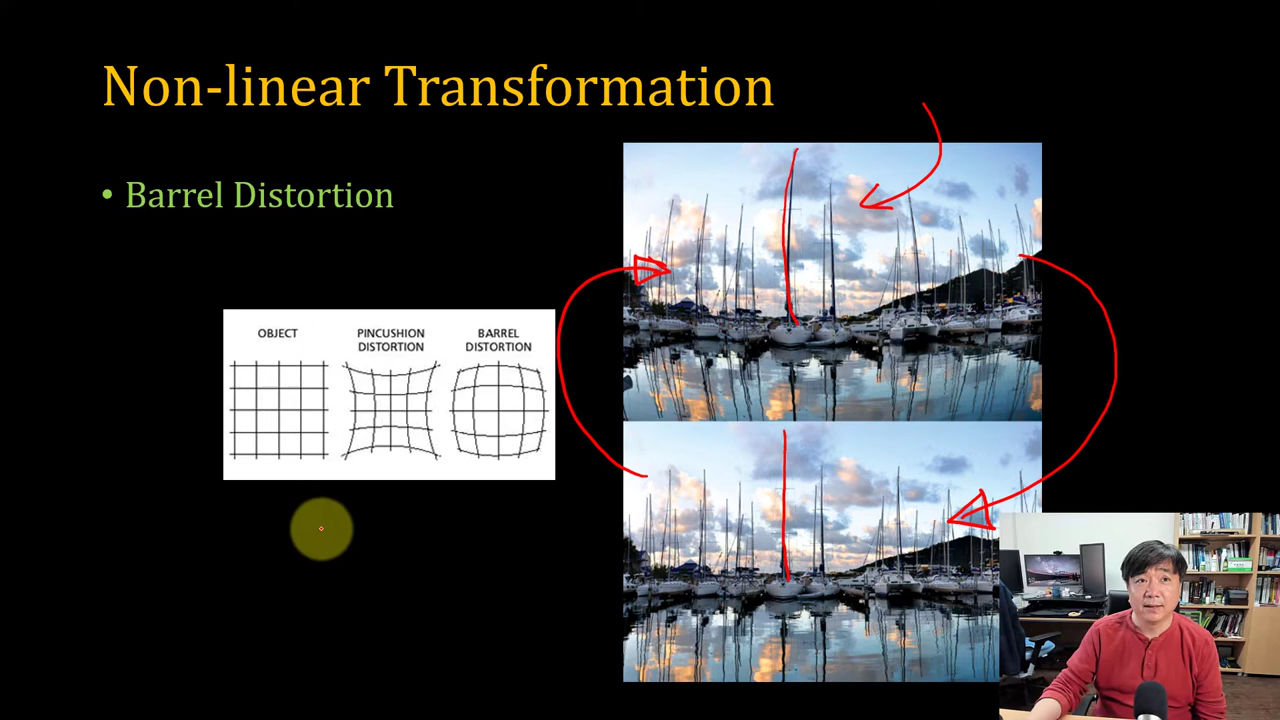 Non-linear Transformation
• Barrel Distortion
OBJECT
PINCUSHION
DISTORTION
BARREL
DISTORTION